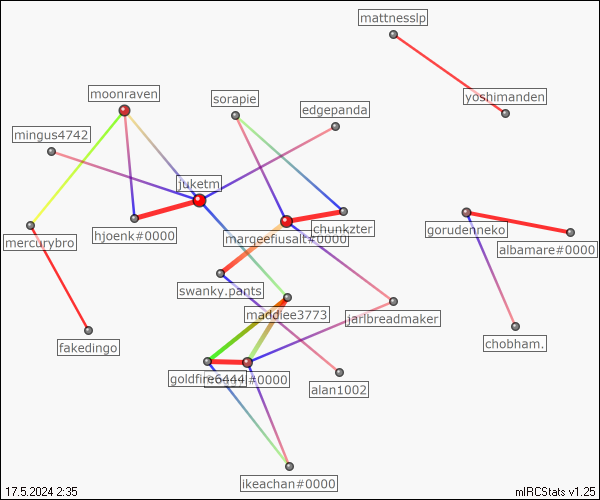 mattnesslp
yoshimanden
moonraven
sorapie
edgepanda
mingus4742
juketm
mercurybro
hjoenk#0000
margeefiusalt#0000
chunkzter
gorudenneko
albamare#0000
swanky.pants
maddiee3773
jarlbreadmaker
fakedingo
chobham.
goldfire6444
#0000
alan1002
ikeachan#0000
17.5.2024 2:35
mIRCStats v1.25